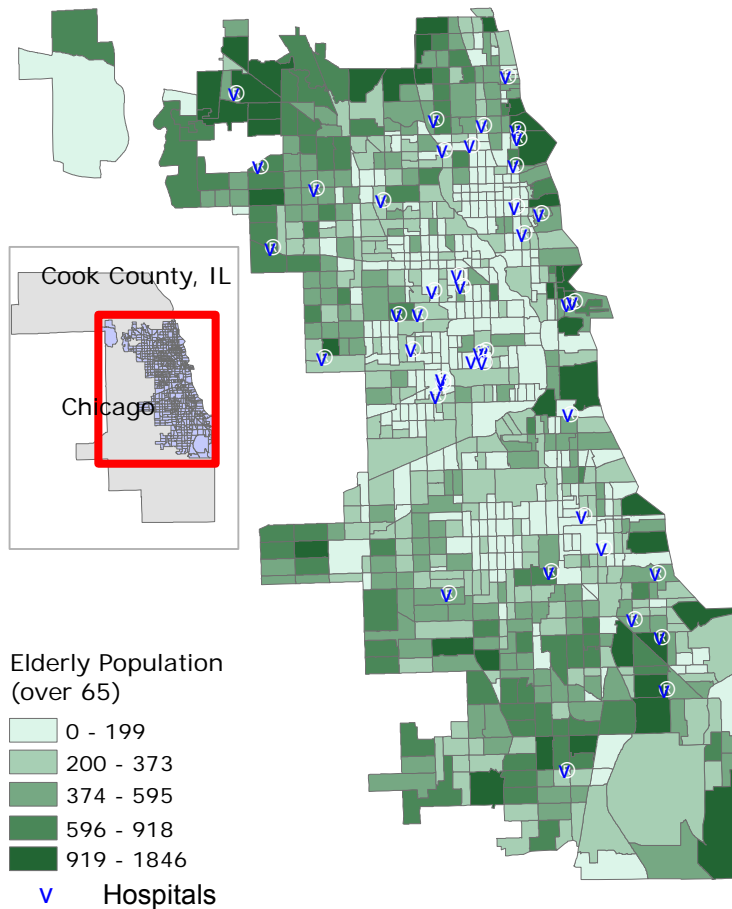 Cook County, IL
Chicago
Elderly Population
(over 65)
0 - 199
200 - 373
374 - 595
596 - 918
919 - 1846
v Hospitals